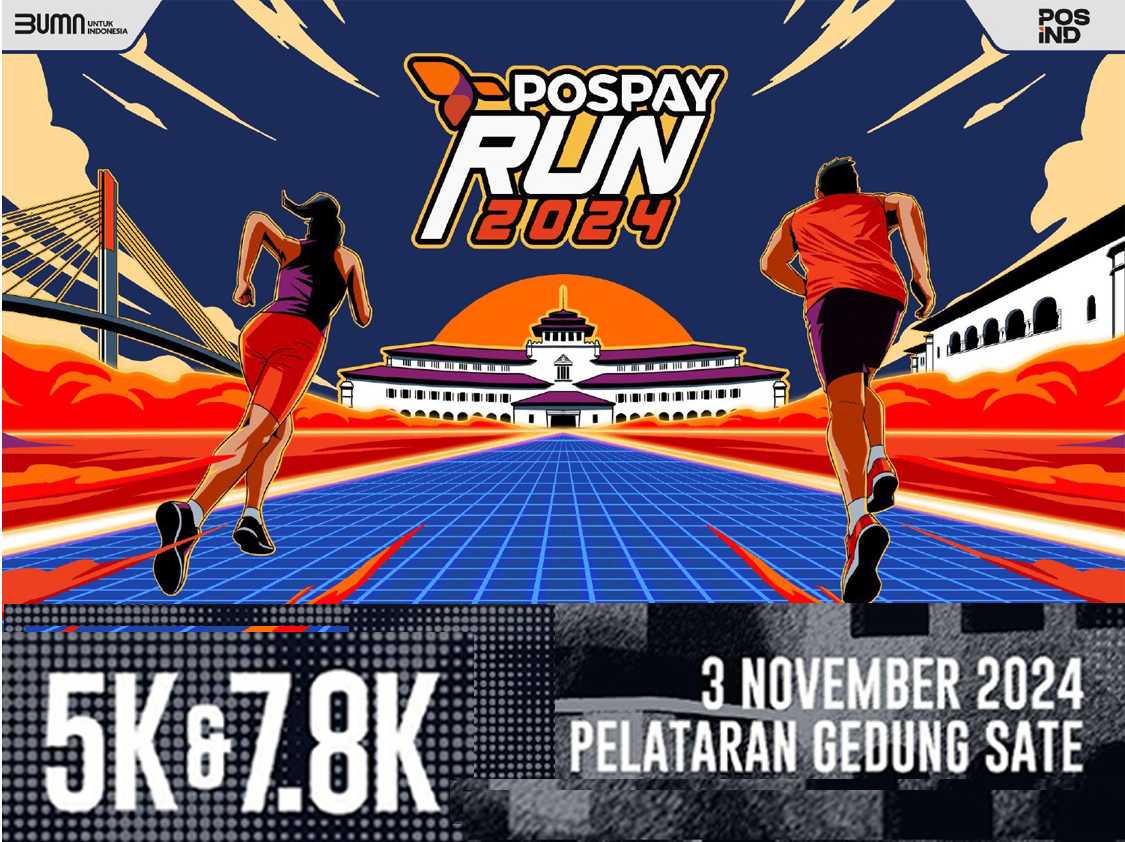 BUMN UNTUK
INDONESIA
POS
IND
POSPAY
RUN
2024
5K&7.8K
3 NOVEMBER 2024
PELATARAN GEDUNG SATE